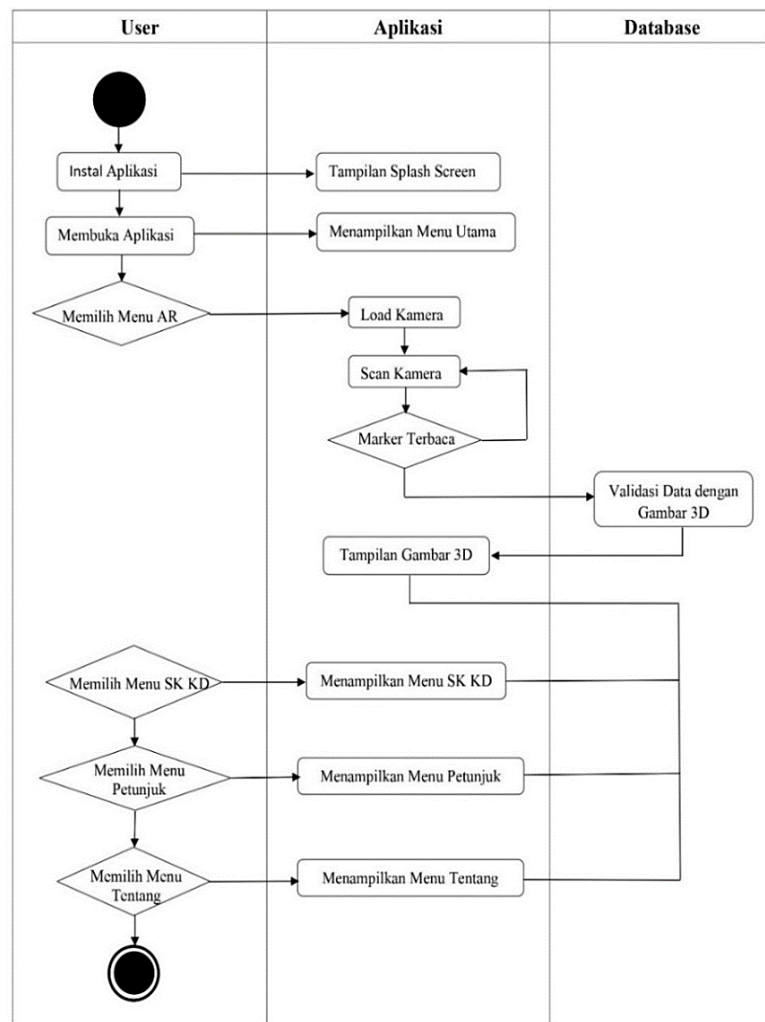 User
Aplikasi
Database
Instal Aplikasi
Tampilan Splash Screen
Membuka Aplikasi
Menampilkan Menu Utama
Memilih Menu AR
Load Kamera
Scan Kamera
Marker Terbaca
Validasi Data dengan
Gambar 3D
Tampilan Gambar 3D
Memilih Menu SK KD
Menampilkan Menu SK KD
Memilih Menu
Petunjuk
Menampilkan Menu Petunjuk
Memilih Menu
Tentang
Menampilkan Menu Tentang